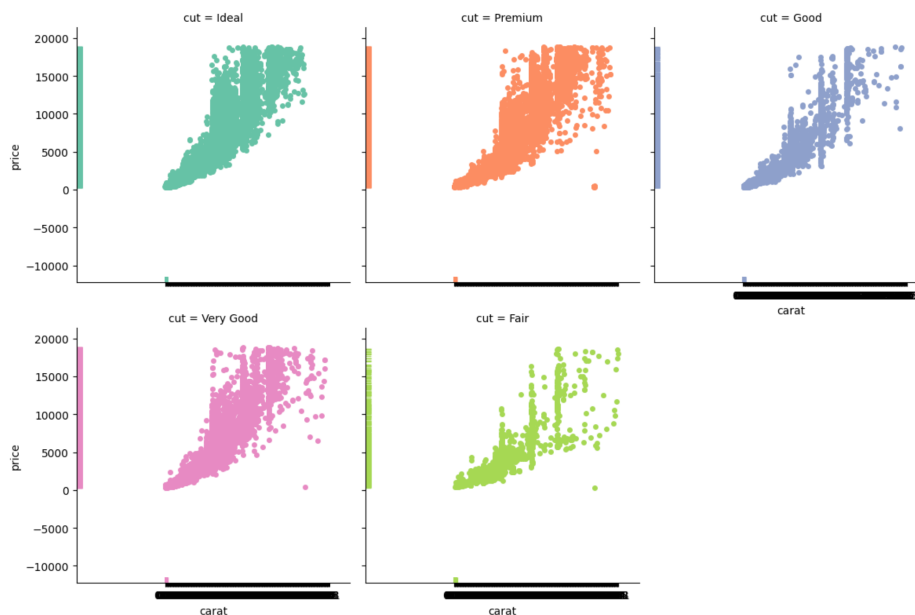 cut = Ideal
cut = Premium
cut = Good
20000
15000
10000
5000
0
−5000
−10000
price
carat
cut = Very Good
cut = Fair
20000
15000
10000
5000
0
−5000
−10000
price
carat
carat